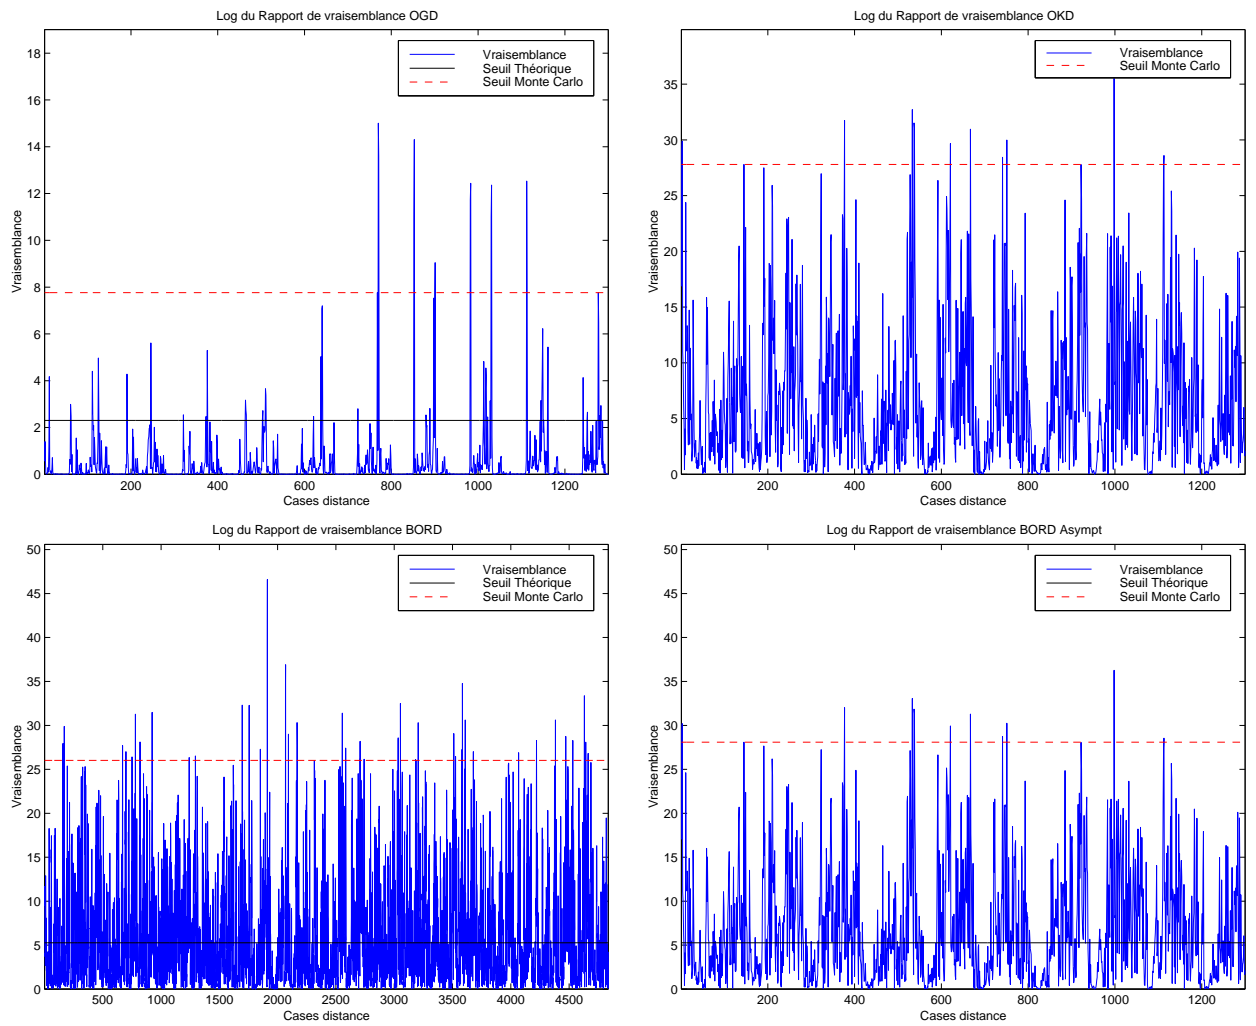 Log du Rapport de vraisemblance OGD
Vraisemblance
Seuil Théorique
Seuil Monte Carlo
18
16
14
12
10
8
6
4
2
0
Vraisemblance
200 400 600 800 1000 1200
Cases distance
Log du Rapport de vraisemblance OKD
Vraisemblance
Seuil Monte Carlo
35
30
25
20
15
10
5
0
Vraisemblance
200 400 600 800 1000 1200
Cases distance
Log du Rapport de vraisemblance BORD
Vraisemblance
Seuil Théorique
Seuil Monte Carlo
50
45
40
35
30
25
20
15
10
5
0
Vraisemblance
500 1000 1500 2000 2500 3000 3500 4000 4500
Cases distance
Log du Rapport de vraisemblance BORD Asympt
Vraisemblance
Seuil Théorique
Seuil Monte Carlo
50
45
40
35
30
25
20
15
10
5
0
Vraisemblance
200 400 600 800 1000 1200
Cases distance